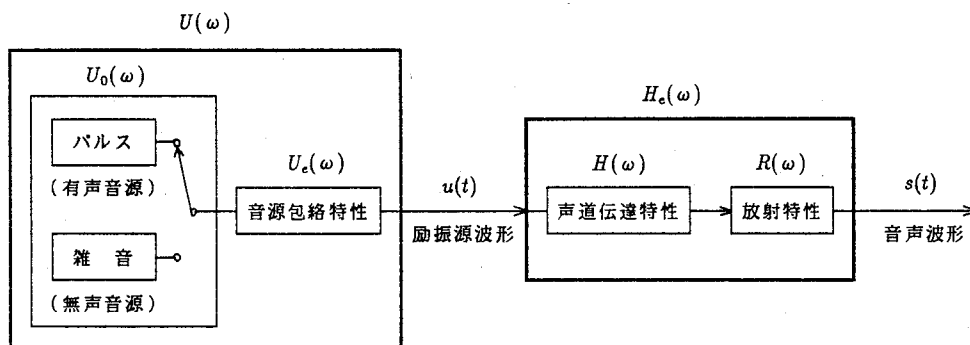 U(ω)
U₀(ω)
パルス
(有声音源)
雑 音
(無声音源)
Uₑ(ω)
音源包絡特性
u(t)
励振源波形
Hₑ(ω)
H(ω)
声道伝達特性
R(ω)
放射特性
s(t)
音声波形